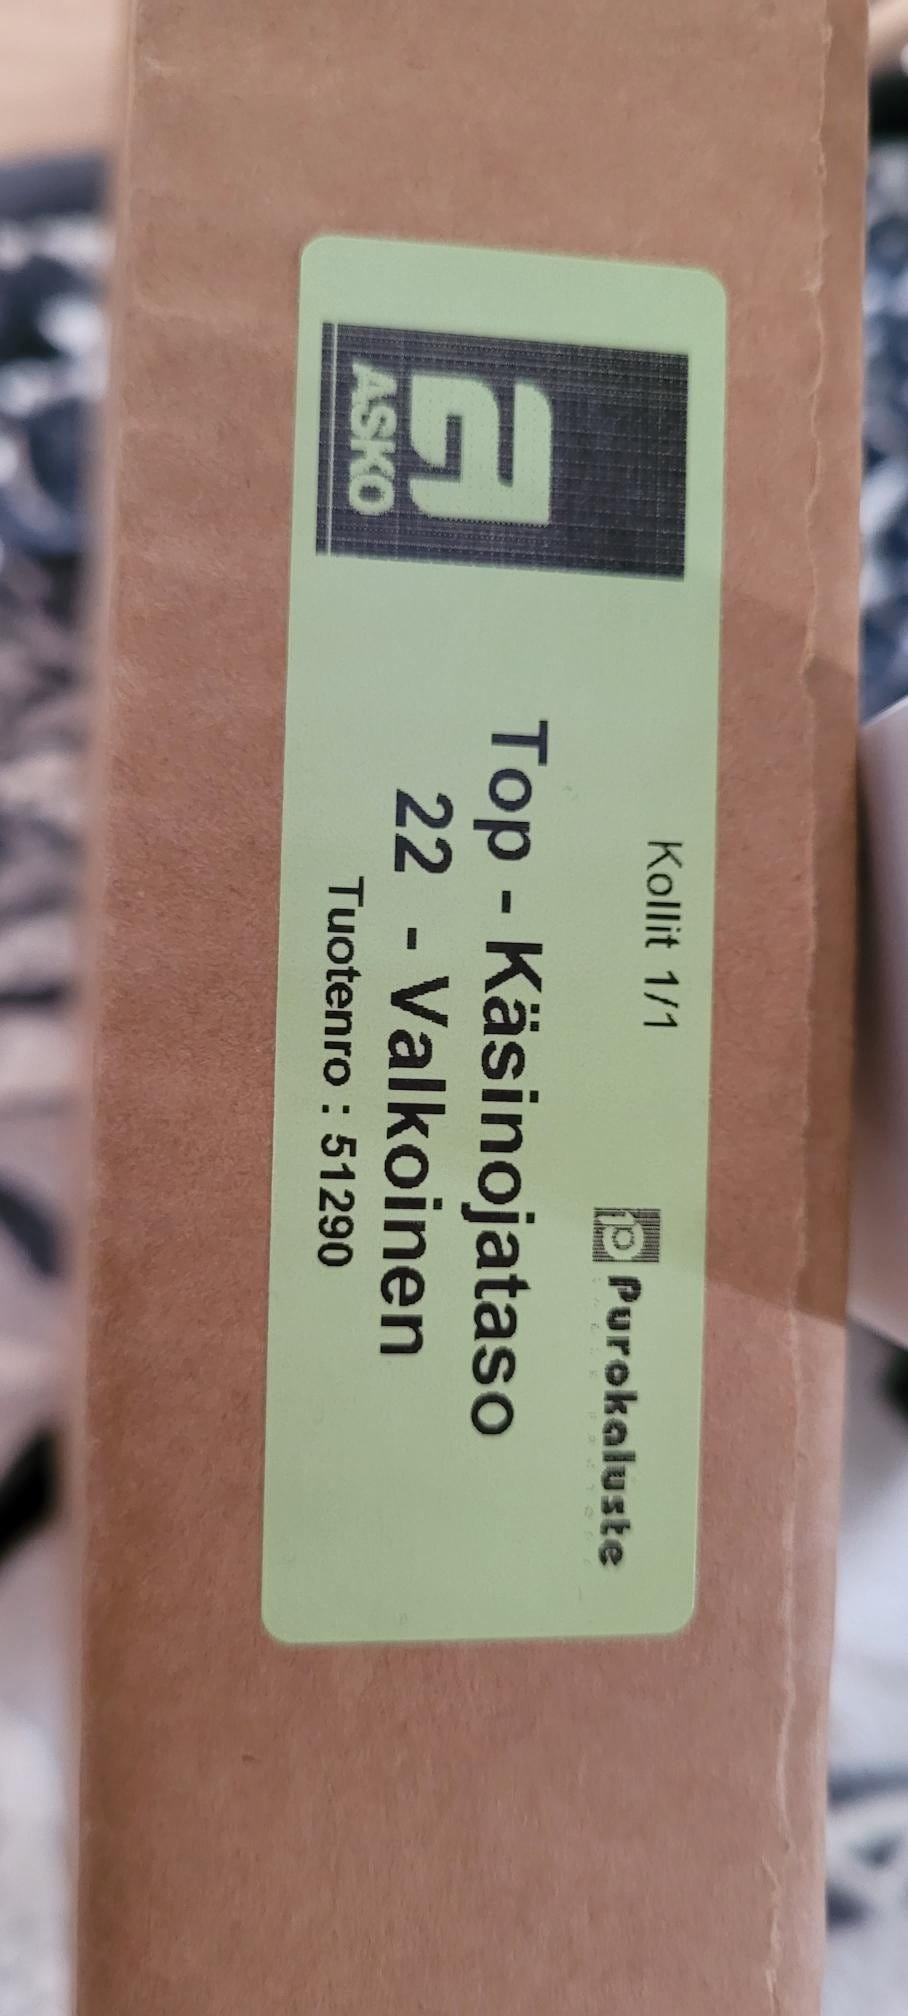 ASKO
Kollit 1/1
Purokaluste
Top - Käsinojataso
22 - Valkoinen
Tuotenro : 51290